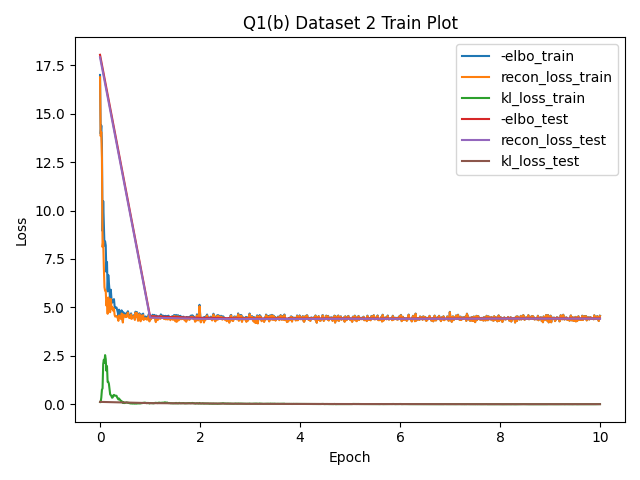 Q1(b) Dataset 2 Train Plot
-elbo_train
recon_loss_train
kl_loss_train
-elbo_test
recon_loss_test
kl_loss_test
Loss
17.5
15.0
12.5
10.0
7.5
5.0
2.5
0.0
0 2 4 6 8 10
Epoch